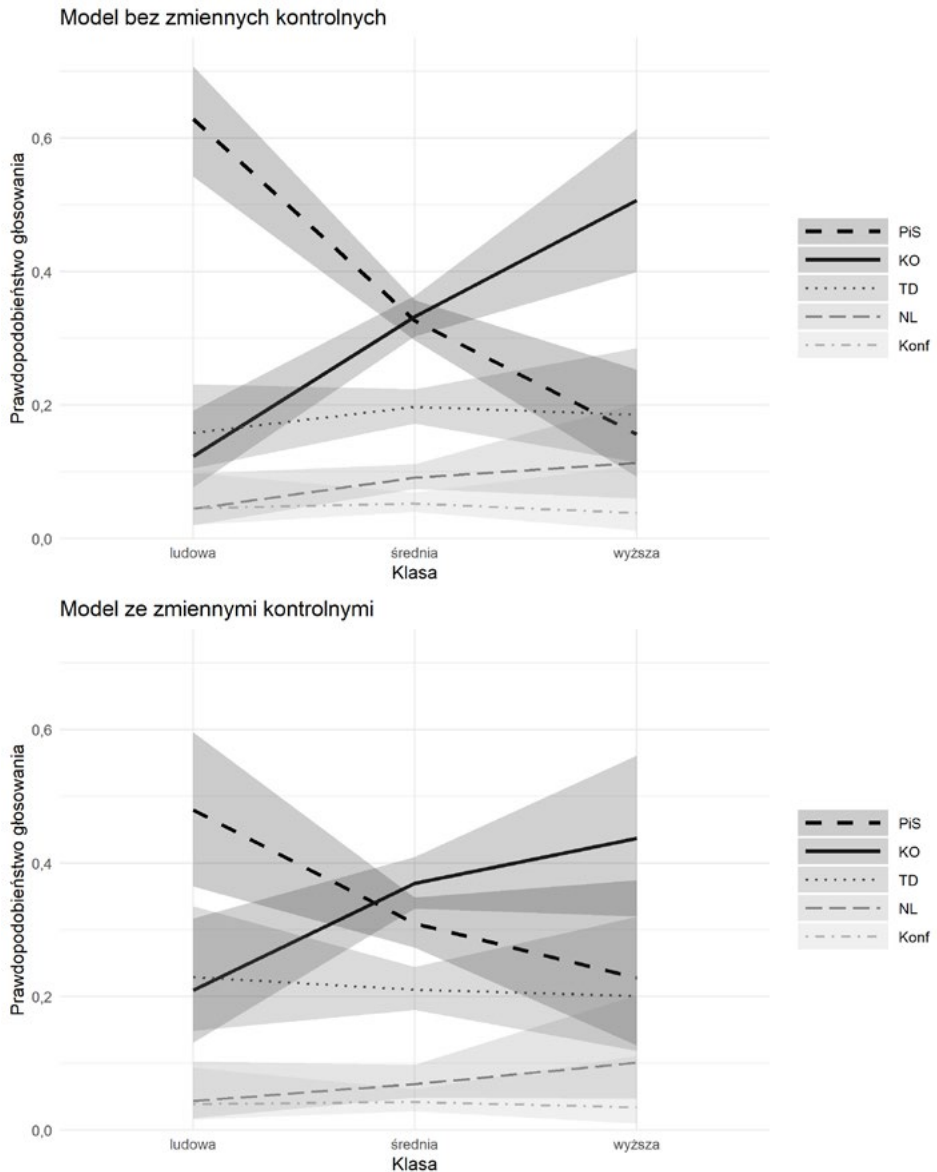 Model bez zmiennych kontrolnych
Prawdopodobieństwo głosowania
0,6
0,4
0,2
0,0
ludowa
średnia
wyższa
Klasa
PiS
KO
TD
NL
Konf
Model ze zmiennymi kontrolnymi
Prawdopodobieństwo głosowania
0,6
0,4
0,2
0,0
ludowa
średnia
wyższa
Klasa
PiS
KO
TD
NL
Konf